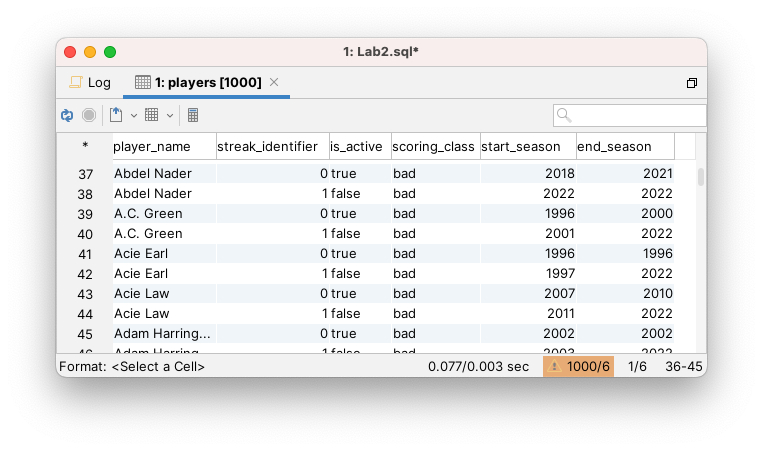 1: Lab2.sql*
Log 1: players [1000]
* player_name streak_identifier is_active scoring_class start_season end_season
37 Abdel Nader 0 true bad 2018 2021
38 Abdel Nader 1 false bad 2022 2022
39 A.C. Green 0 true bad 1996 2000
40 A.C. Green 1 false bad 2001 2022
41 Acie Earl 0 true bad 1996 1996
42 Acie Earl 1 false bad 1997 2022
43 Acie Law 0 true bad 2007 2010
44 Acie Law 1 false bad 2011 2022
45 Adam Harring... 0 true bad 2002 2002
46 Adam Harring... 1 false bad 2003 2022
Format: <Select a Cell> 0.077/0.003 sec 1000/6 1/6 36-45